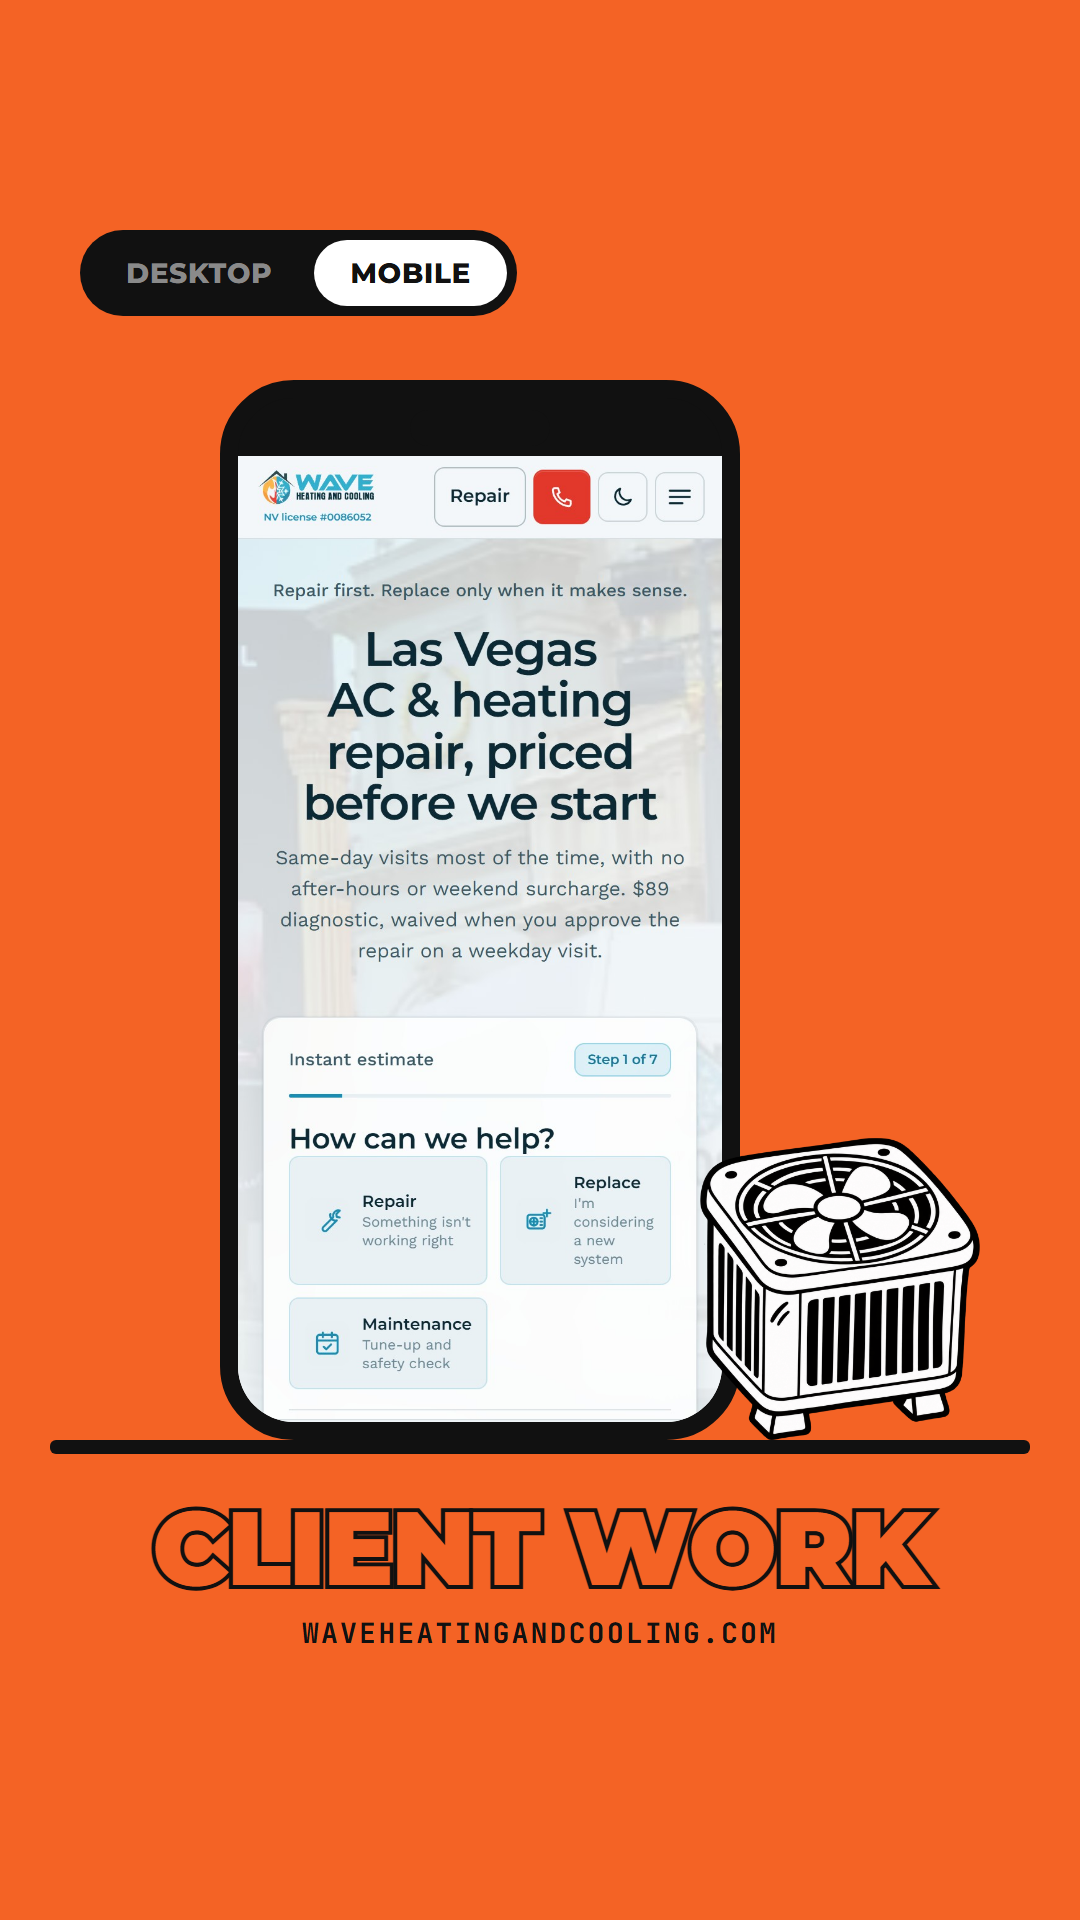 DESKTOP
MOBILE
WAVE
HEATING AND COOLING
NV license #0086052
Repair
L
Repair first. Replace only when it makes sense.
Las Vegas
AC & heating
repair, priced
before we start
Same-day visits most of the time, with no
after-hours or weekend surcharge. $89
diagnostic, waived when you approve the
repair on a weekday visit.
Instant estimate
Step 1 of 7
How can we help?
Repair
Something isn't
working right
Replace
I'm
considering
a new
system
Maintenance
Tune-up and
safety check
CLIENT WORK
WAVEHEATINGANDCOOLING.COM